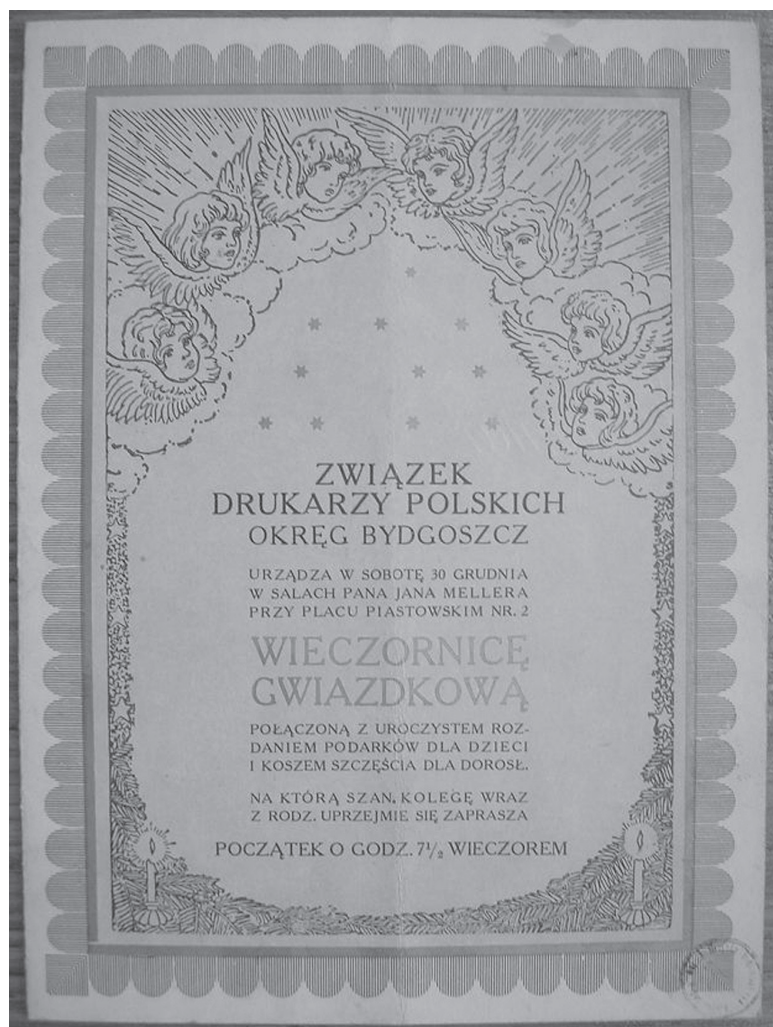 ZWIĄZEK
DRUKARZY POLSKICH
OKRĘG BYDGOSZCZ
URZĄDZA W SOBOTĘ 30 GRUDNIA
W SALACH PANA JANA MELLERA
PRZY PLACU PIASTOWSKIM NR. 2
WIECZORNICĘ
GWIAZDKOWĄ
POŁĄCZONĄ Z UROCZYSTEM ROZ-
DANIEM PODARKÓW DLA DZIECI
I KOSZEM SZCZĘŚCIA DLA DOROSŁ.
NA KTÓRĄ SZAN. KOLEGĘ WRAZ
Z RODZ. UPRZEJMIE SIĘ ZAPRASZA
POCZĄTEK O GODZ. 7½ WIECZOREM